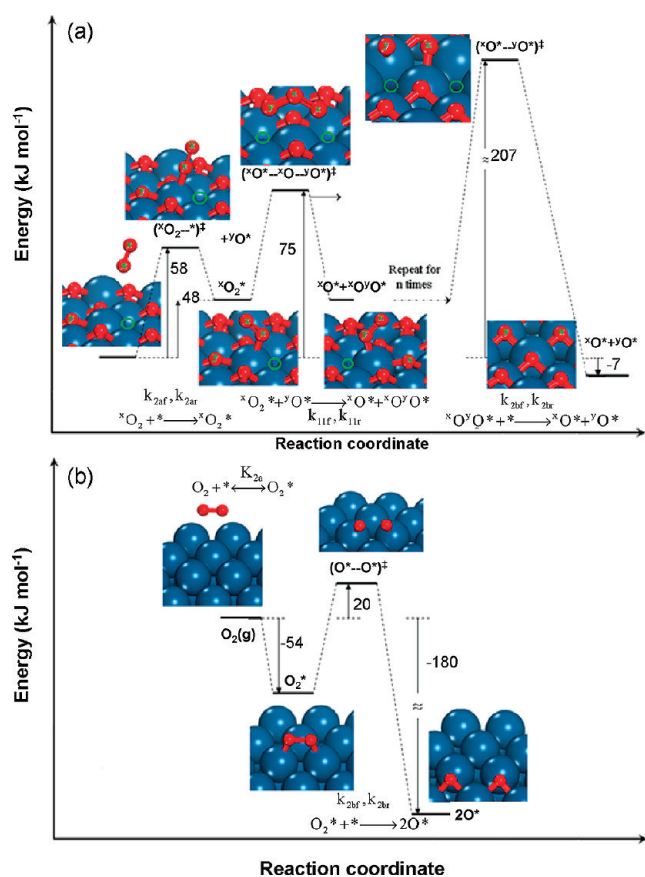 (a)
(ˣO*--ʸO*)‡
(ˣO*--ˣO--ʸO*)‡
≈ 207
(ˣO₂--*)‡
+ʸO*
58
48
ˣO₂*
75
ˣO*+ˣOʸO*
Repeat for
n times
ˣO*+ʸO*
-7
k₂af, k₂ar
ˣO₂ + * ⟶ ˣO₂*
ˣO₂*+ʸO* ⟶ ˣO*+ˣOʸO*
k₁₁f, k₁₁r
k₂bf, k₂br
ˣOʸO*+* ⟶ ˣO*+ʸO*
Energy (kJ mol⁻¹)
Reaction coordinate
(b)
O₂ + * ⟷ O₂*
K₂a
(O*--O*)‡
20
O₂(g)
-54
O₂*
-180
≈
k₂bf, k₂br
O₂*+* ⟶ 2O*
2O*
Energy (kJ mol⁻¹)
Reaction coordinate